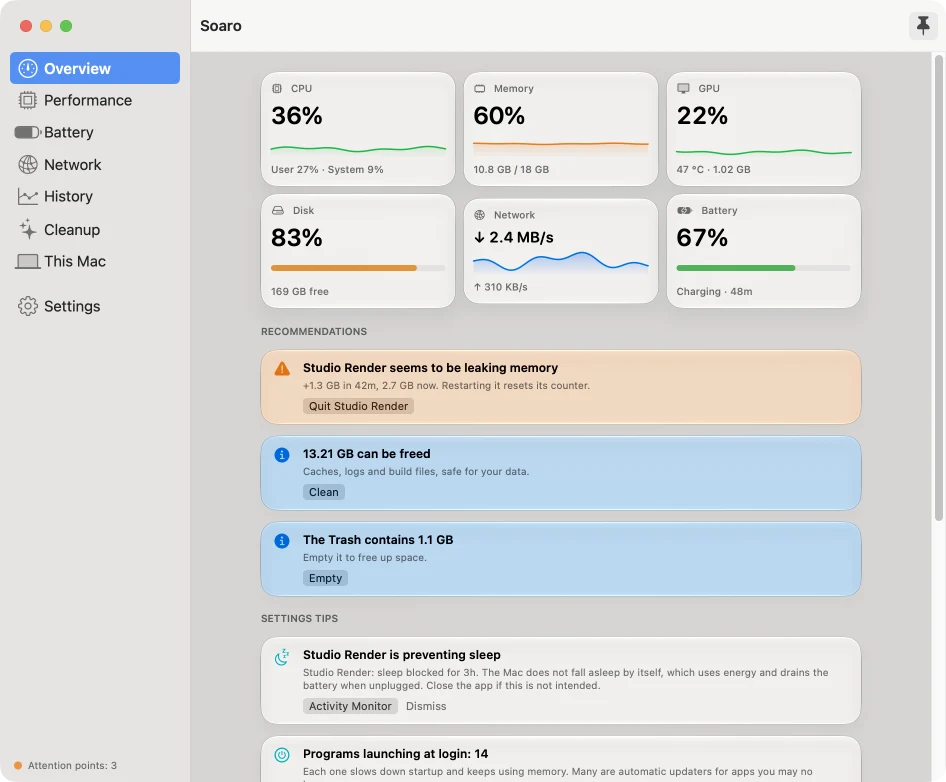 Soaro
Overview
Performance
Battery
Network
History
Cleanup
This Mac
Settings
Attention points: 3
CPU
36%
User 27% · System 9%
Memory
60%
10.8 GB / 18 GB
GPU
22%
47 °C · 1.02 GB
Disk
83%
169 GB free
Network
↓ 2.4 MB/s
↑ 310 KB/s
Battery
67%
Charging · 48m
RECOMMENDATIONS
Studio Render seems to be leaking memory
+1.3 GB in 42m, 2.7 GB now. Restarting it resets its counter.
Quit Studio Render
13.21 GB can be freed
Caches, logs and build files, safe for your data.
Clean
The Trash contains 1.1 GB
Empty it to free up space.
Empty
SETTINGS TIPS
Studio Render is preventing sleep
Studio Render: sleep blocked for 3h. The Mac does not fall asleep by itself, which uses energy and drains the
battery when unplugged. Close the app if this is not intended.
Activity Monitor Dismiss
Programs launching at login: 14
Each one slows down startup and keeps using memory. Many are automatic updaters for apps you may no